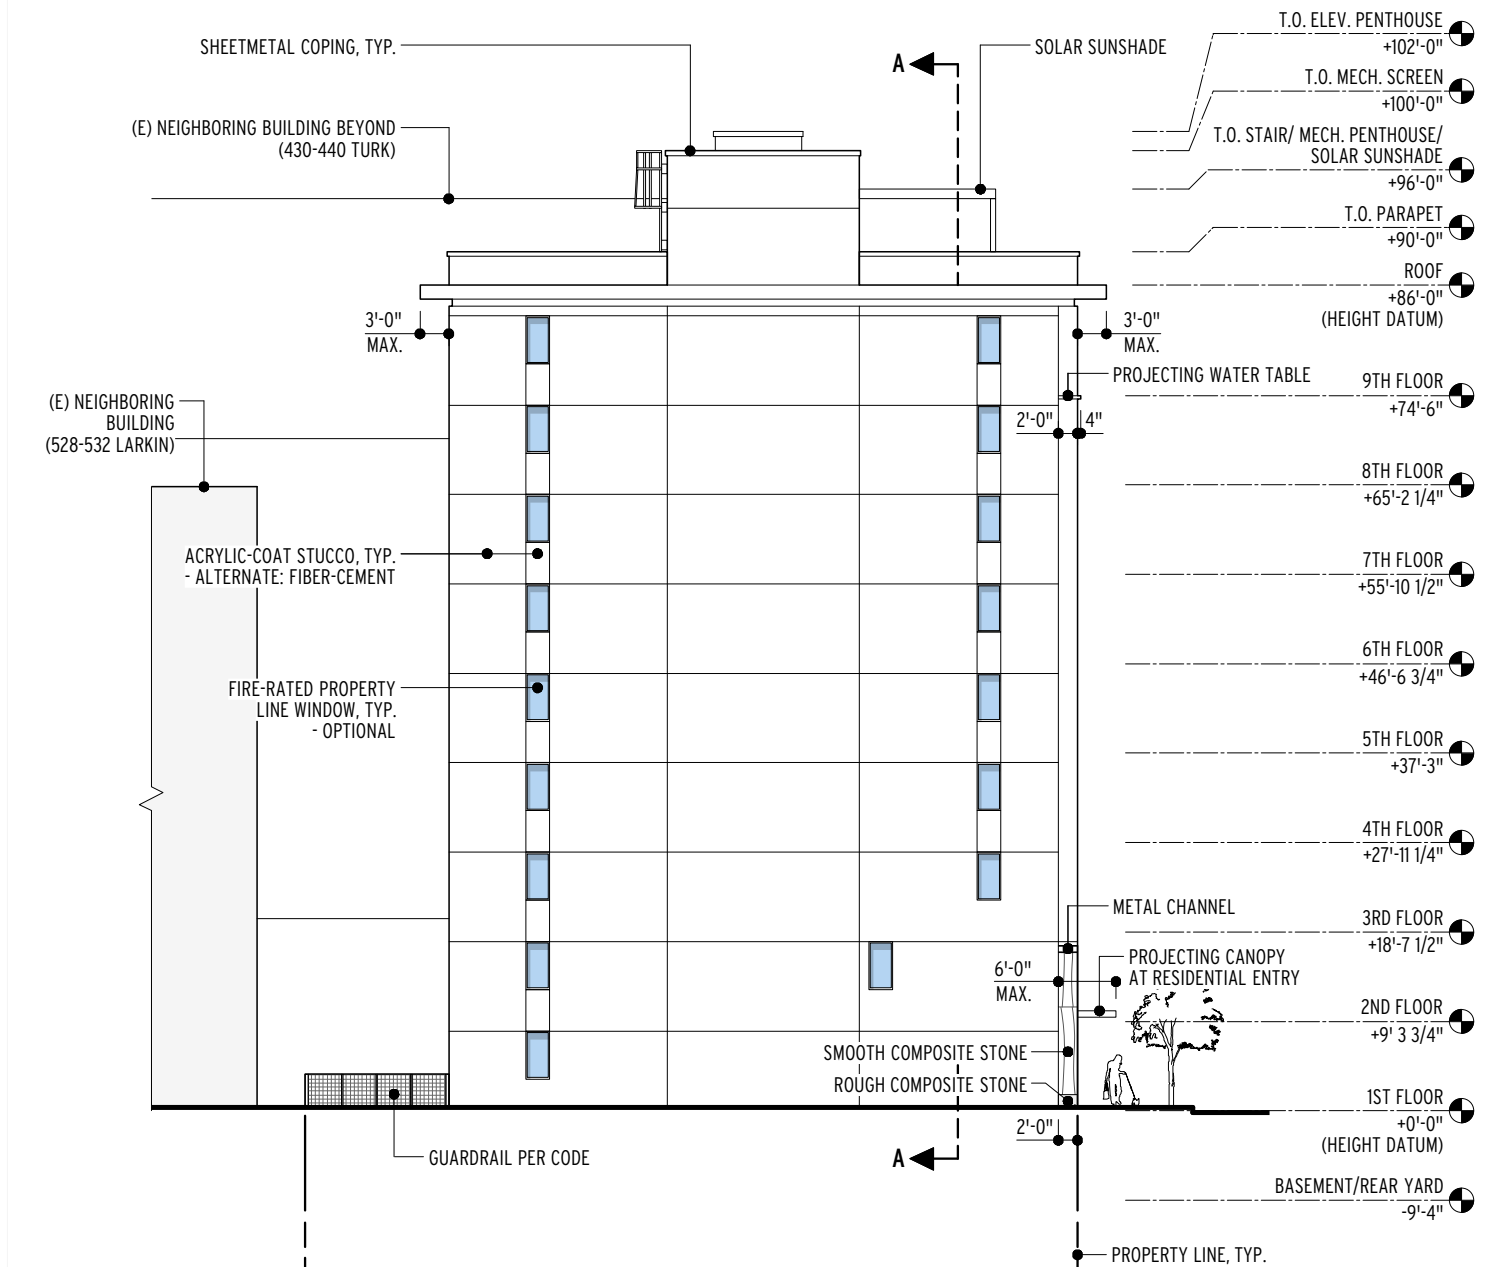 T.O. ELEV. PENTHOUSE
+102'-0"
SHEETMETAL COPING, TYP.
SOLAR SUNSHADE
A
T.O. MECH. SCREEN
+100'-0"
(E) NEIGHBORING BUILDING BEYOND
(430-440 TURK)
T.O. STAIR/ MECH. PENTHOUSE/
SOLAR SUNSHADE
+96'-0"
T.O. PARAPET
+90'-0"
ROOF
+86'-0"
(HEIGHT DATUM)
3'-0"
MAX.
3'-0"
MAX.
PROJECTING WATER TABLE
9TH FLOOR
+74'-6"
(E) NEIGHBORING
BUILDING
(528-532 LARKIN)
2'-0"
4"
8TH FLOOR
+65'-2 1/4"
ACRYLIC-COAT STUCCO, TYP.
- ALTERNATE: FIBER-CEMENT
7TH FLOOR
+55'-10 1/2"
6TH FLOOR
+46'-6 3/4"
FIRE-RATED PROPERTY
LINE WINDOW, TYP.
- OPTIONAL
5TH FLOOR
+37'-3"
4TH FLOOR
+27'-11 1/4"
METAL CHANNEL
3RD FLOOR
+18'-7 1/2"
PROJECTING CANOPY
AT RESIDENTIAL ENTRY
6'-0"
MAX.
2ND FLOOR
+9' 3 3/4"
SMOOTH COMPOSITE STONE
ROUGH COMPOSITE STONE
1ST FLOOR
+0'-0"
(HEIGHT DATUM)
2'-0"
GUARDRAIL PER CODE
A
BASEMENT/REAR YARD
-9'-4"
PROPERTY LINE, TYP.